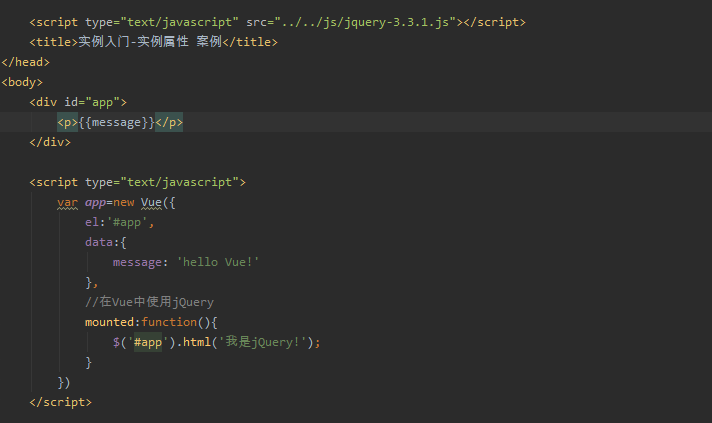 <script type="text/javascript" src="../../js/jquery-3.3.1.js"></script>
<title>实例入门-实例属性 案例</title>
</head>
<body>
<div id="app">
<p>{{message}}</p>
</div>
<script type="text/javascript">
var app=new Vue({
el:'#app',
data:{
message: 'hello Vue!'
},
//在Vue中使用jQuery
mounted:function(){
$('#app').html('我是jQuery!');
}
})
</script>